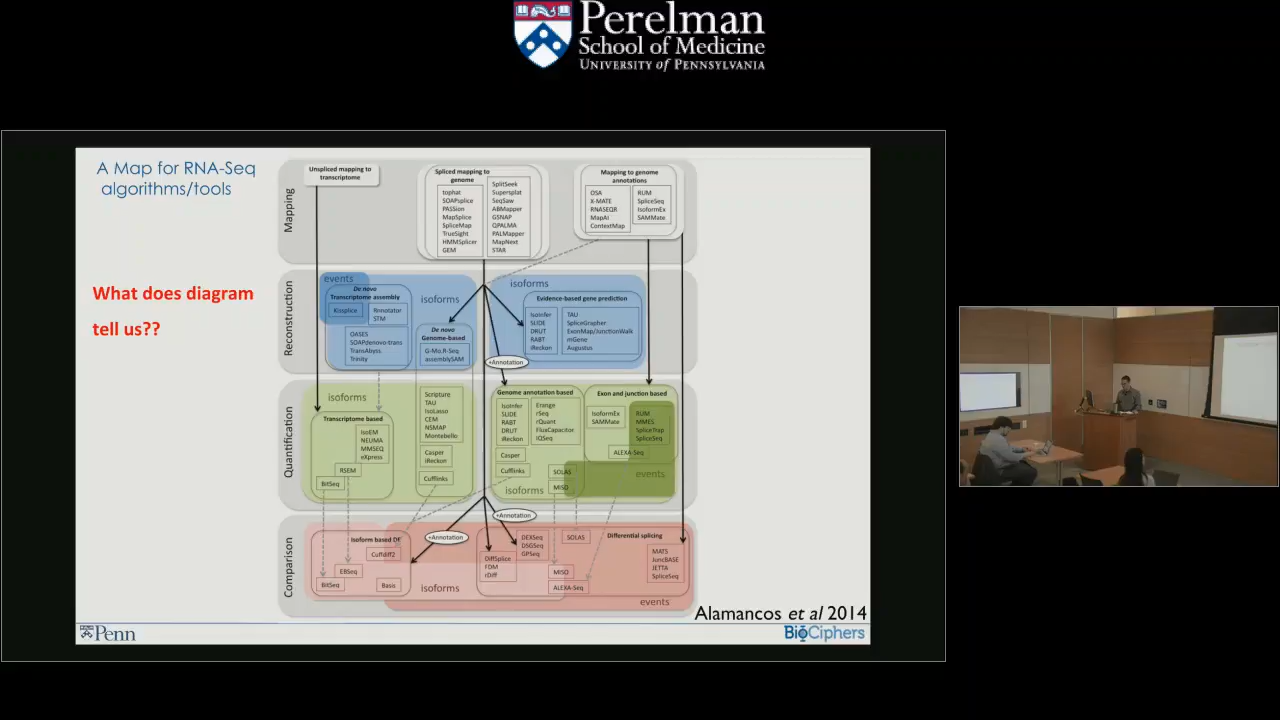 Perelman
School of Medicine
University of Pennsylvania
A Map for RNA-Seq
algorithms/tools
What does diagram
tell us??
Mapping
Unspliced mapping to
transcriptome
Spliced mapping to
genome
tophat
SOAPsplice
PASSion
MapSplice
SpliceMap
TrueSight
HMMSplicer
GEM
SplitSeek
Supersplat
SeqSaw
ABMapper
GSNAP
QPALMA
PALMapper
MapNext
STAR
Mapping to genome
annotations
OSA
X-MATE
RNASEQR
MapAl
ContextMap
RUM
SpliceSeq
IsoformEx
SAMMate
Reconstruction
events
De novo
Transcriptome assembly
Kissplice
Rnnotator
STM
OASES
SOAPdenovo-trans
TransAbyss
Trinity
isoforms
De novo
Genome-based
G-Mo.R-Seq
assemblySAM
isoforms
Evidence-based gene prediction
IsoInfer
SLIDE
DRUT
RABT
iReckon
TAU
SpliceGrapher
ExonMap/JunctionWalk
mGene
Augustus
+Annotation
Quantification
isoforms
Transcriptome based
IsoEM
NEUMA
MMSEQ
eXpress
RSEM
BitSeq
Scripture
TAU
IsoLasso
CEM
NSMAP
Montebello
Casper
iReckon
Cufflinks
Genome annotation based
IsoInfer
SLIDE
RABT
DRUT
iReckon
Erange
rSeq
rQuant
FluxCapacitor
IQSeq
Casper
Cufflinks
SOLAS
MISO
isoforms
Exon and junction based
IsoformEx
SAMMate
RUM
MMES
SpliceTrap
SpliceSeq
ALEXA-Seq
events
Comparison
+Annotation
+Annotation
Isoform based DE
Cuffdiff2
EBSeq
BitSeq
Basis
isoforms
DiffSplice
FDM
rDiff
DEXSeq
DSGSeq
GPSeq
SOLAS
MISO
ALEXA-Seq
Differential splicing
MATS
JuncBASE
JETTA
SpliceSeq
events
Alamancos et al 2014
Penn
BioCiphers